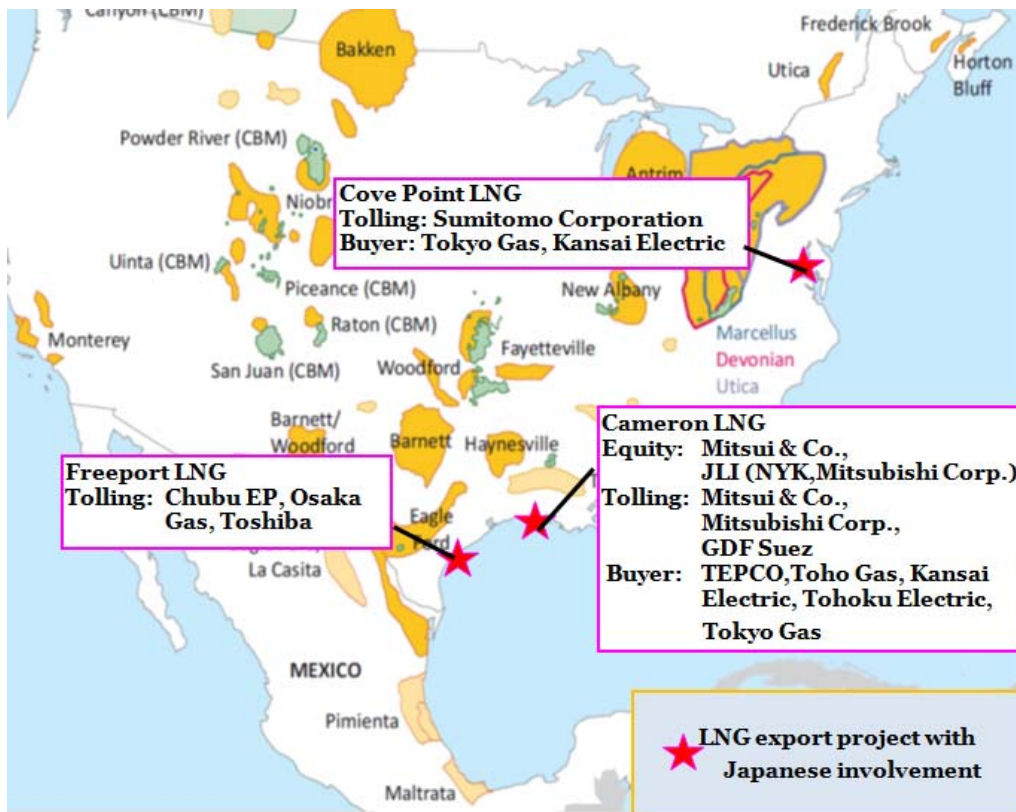 Canyon (CBM)
Bakken
Frederick Brook
Utica
Horton
Bluff
Powder River (CBM)
Antrim
Cove Point LNG
Tolling: Sumitomo Corporation
Buyer: Tokyo Gas, Kansai Electric
Uinta (CBM)
Piceance (CBM)
New Albany
Monterey
Raton (CBM)
San Juan (CBM)
Woodford
Fayetteville
Marcellus
Devonian
Utica
Barnett/
Woodford
Barnett
Haynesville
Cameron LNG
Equity: Mitsui & Co.,
JLI (NYK,Mitsubishi Corp.)
Tolling: Mitsui & Co.,
Mitsubishi Corp.,
GDF Suez
Buyer: TEPCO,Toho Gas, Kansai
Electric, Tohoku Electric,
Tokyo Gas
Freeport LNG
Tolling: Chubu EP, Osaka
Gas, Toshiba
Eagle
Ford
La Casita
MEXICO
Pimienta
Maltrata
LNG export project with
Japanese involvement